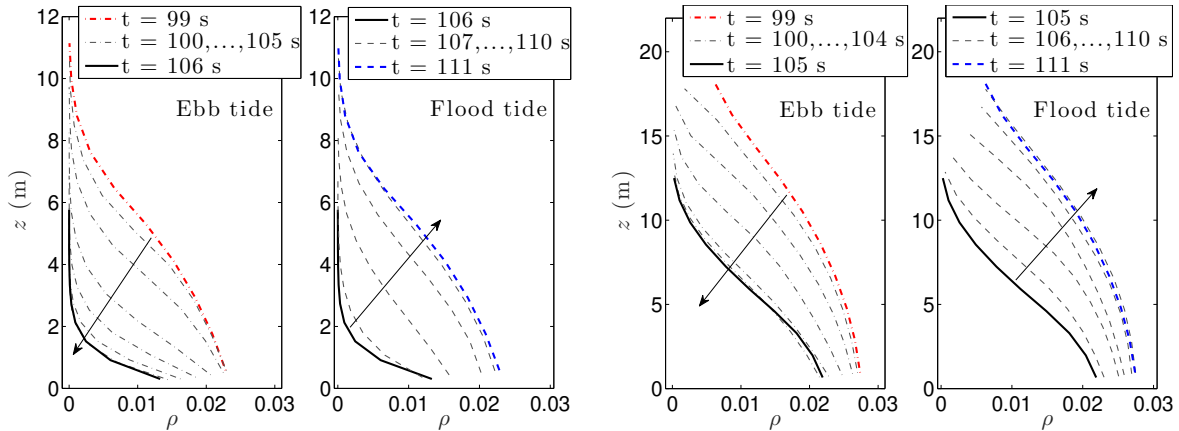 t = 99 s
t = 100,...,105 s
t = 106 s
Ebb tide
z (m)
12
10
8
6
4
2
0
0 0.01 0.02 0.03
ρ
t = 106 s
t = 107,...,110 s
t = 111 s
Flood tide
12
10
8
6
4
2
0
0 0.01 0.02 0.03
ρ
t = 99 s
t = 100,...,104 s
t = 105 s
Ebb tide
z (m)
20
15
10
5
0
0 0.01 0.02 0.03
ρ
t = 105 s
t = 106,...,110 s
t = 111 s
Flood tide
20
15
10
5
0
0 0.01 0.02 0.03
ρ